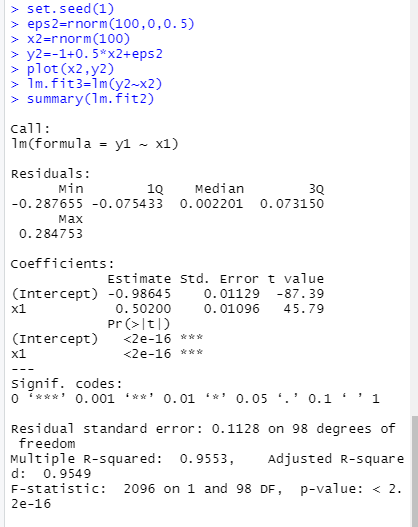 > set.seed(1)
> eps2=rnorm(100,0,0.5)
> x2=rnorm(100)
> y2=-1+0.5*x2+eps2
> plot(x2,y2)
> lm.fit3=lm(y2~x2)
> summary(lm.fit2)
Call:
lm(formula = y1 ~ x1)
Residuals:
      Min        1Q    Median        3Q
-0.287655 -0.075433  0.002201  0.073150
      Max
 0.284753
Coefficients:
            Estimate Std. Error t value
(Intercept) -0.98645    0.01129  -87.39
x1           0.50200    0.01096   45.79
            Pr(>|t|)
(Intercept)   <2e-16 ***
x1            <2e-16 ***
---
Signif. codes:
0 ‘***’ 0.001 ‘**’ 0.01 ‘*’ 0.05 ‘.’ 0.1 ‘ ’ 1
Residual standard error: 0.1128 on 98 degrees of
 freedom
Multiple R-squared:  0.9553,    Adjusted R-square
d:  0.9549
F-statistic:  2096 on 1 and 98 DF,  p-value: < 2.
2e-16